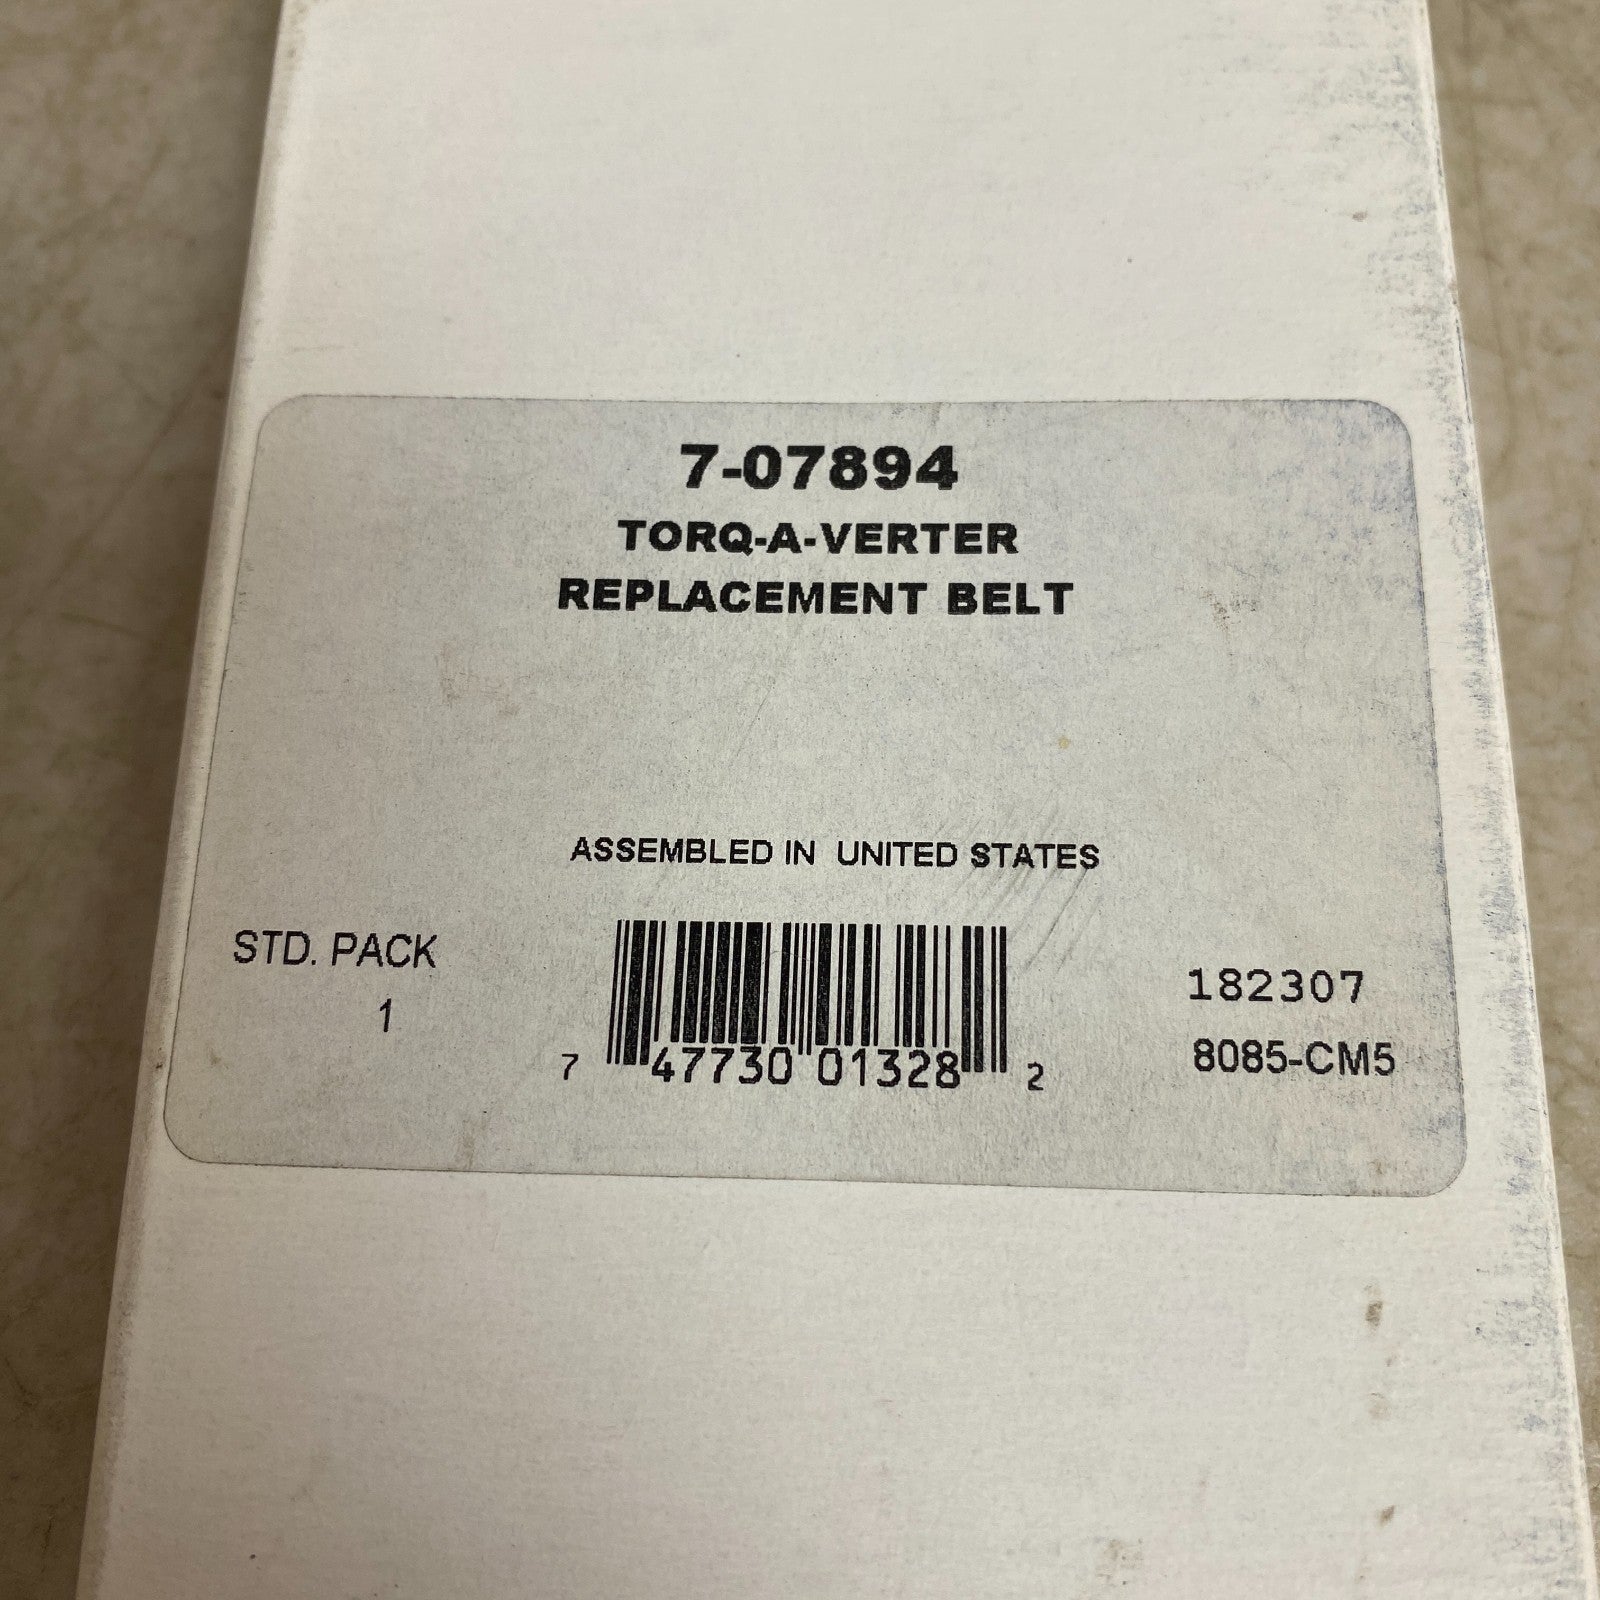 7-07894
TORQ-A-VERTER
REPLACEMENT BELT
ASSEMBLED IN UNITED STATES
STD. PACK
1
7 47730 01328 2
182307
8085-CM5